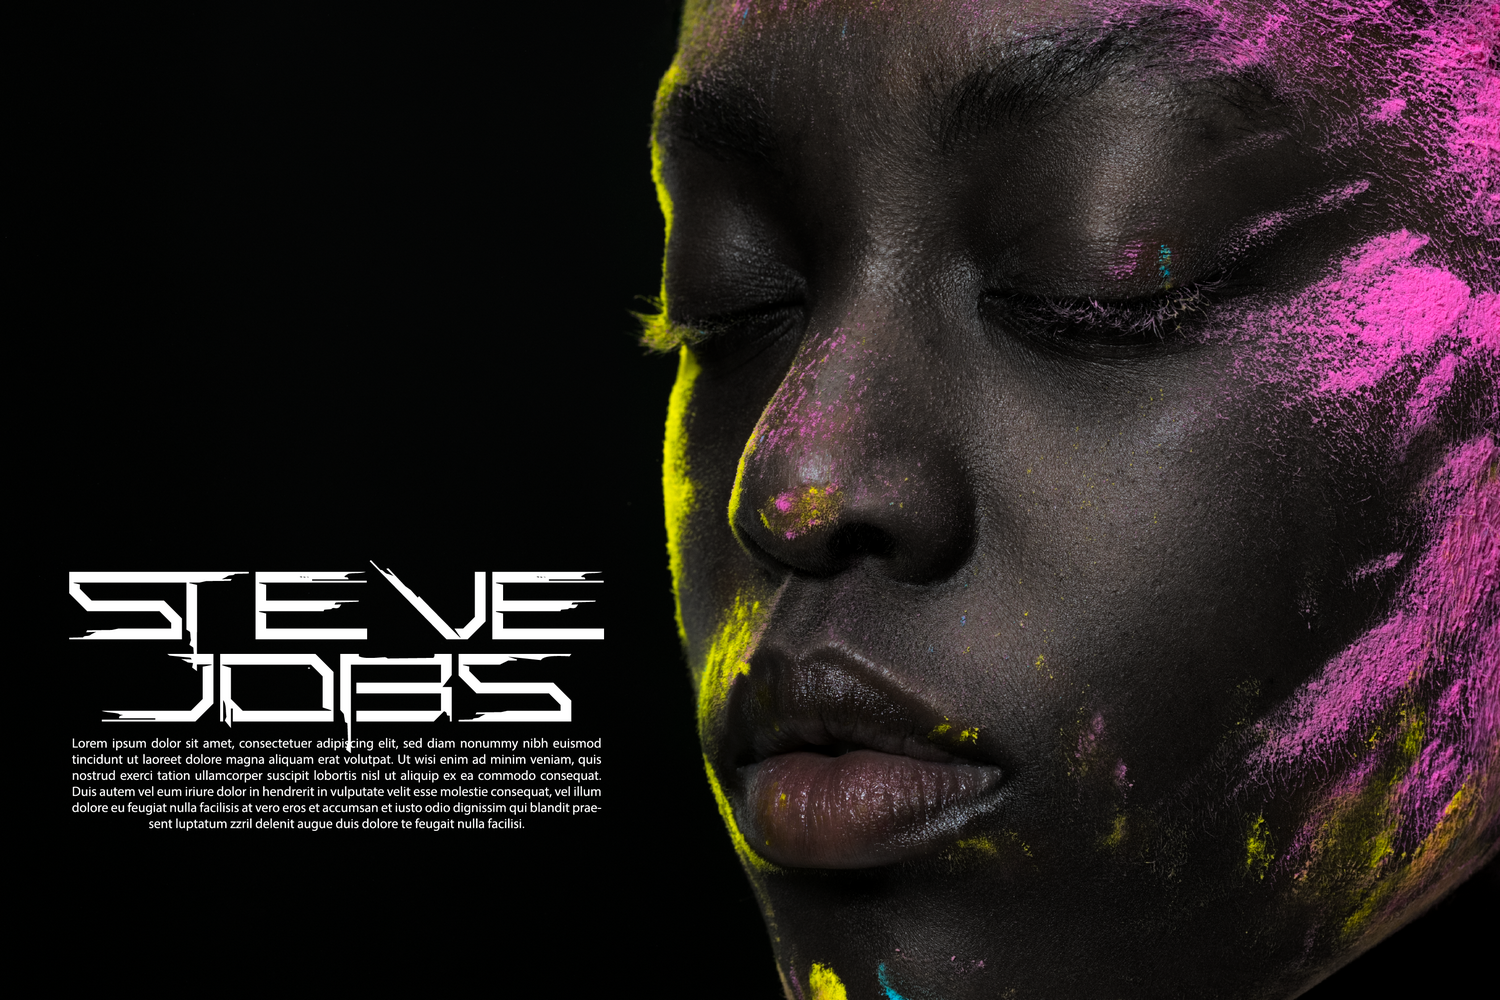 STEVE
JOBS
Lorem ipsum dolor sit amet, consectetuer adipiscing elit, sed diam nonummy nibh euismod
tincidunt ut laoreet dolore magna aliquam erat volutpat. Ut wisi enim ad minim veniam, quis
nostrud exerci tation ullamcorper suscipit lobortis nisl ut aliquip ex ea commodo consequat.
Duis autem vel eum iriure dolor in hendrerit in vulputate velit esse molestie consequat, vel illum
dolore eu feugiat nulla facilisis at vero eros et accumsan et iusto odio dignissim qui blandit prae-
sent luptatum zzril delenit augue duis dolore te feugait nulla facilisi.